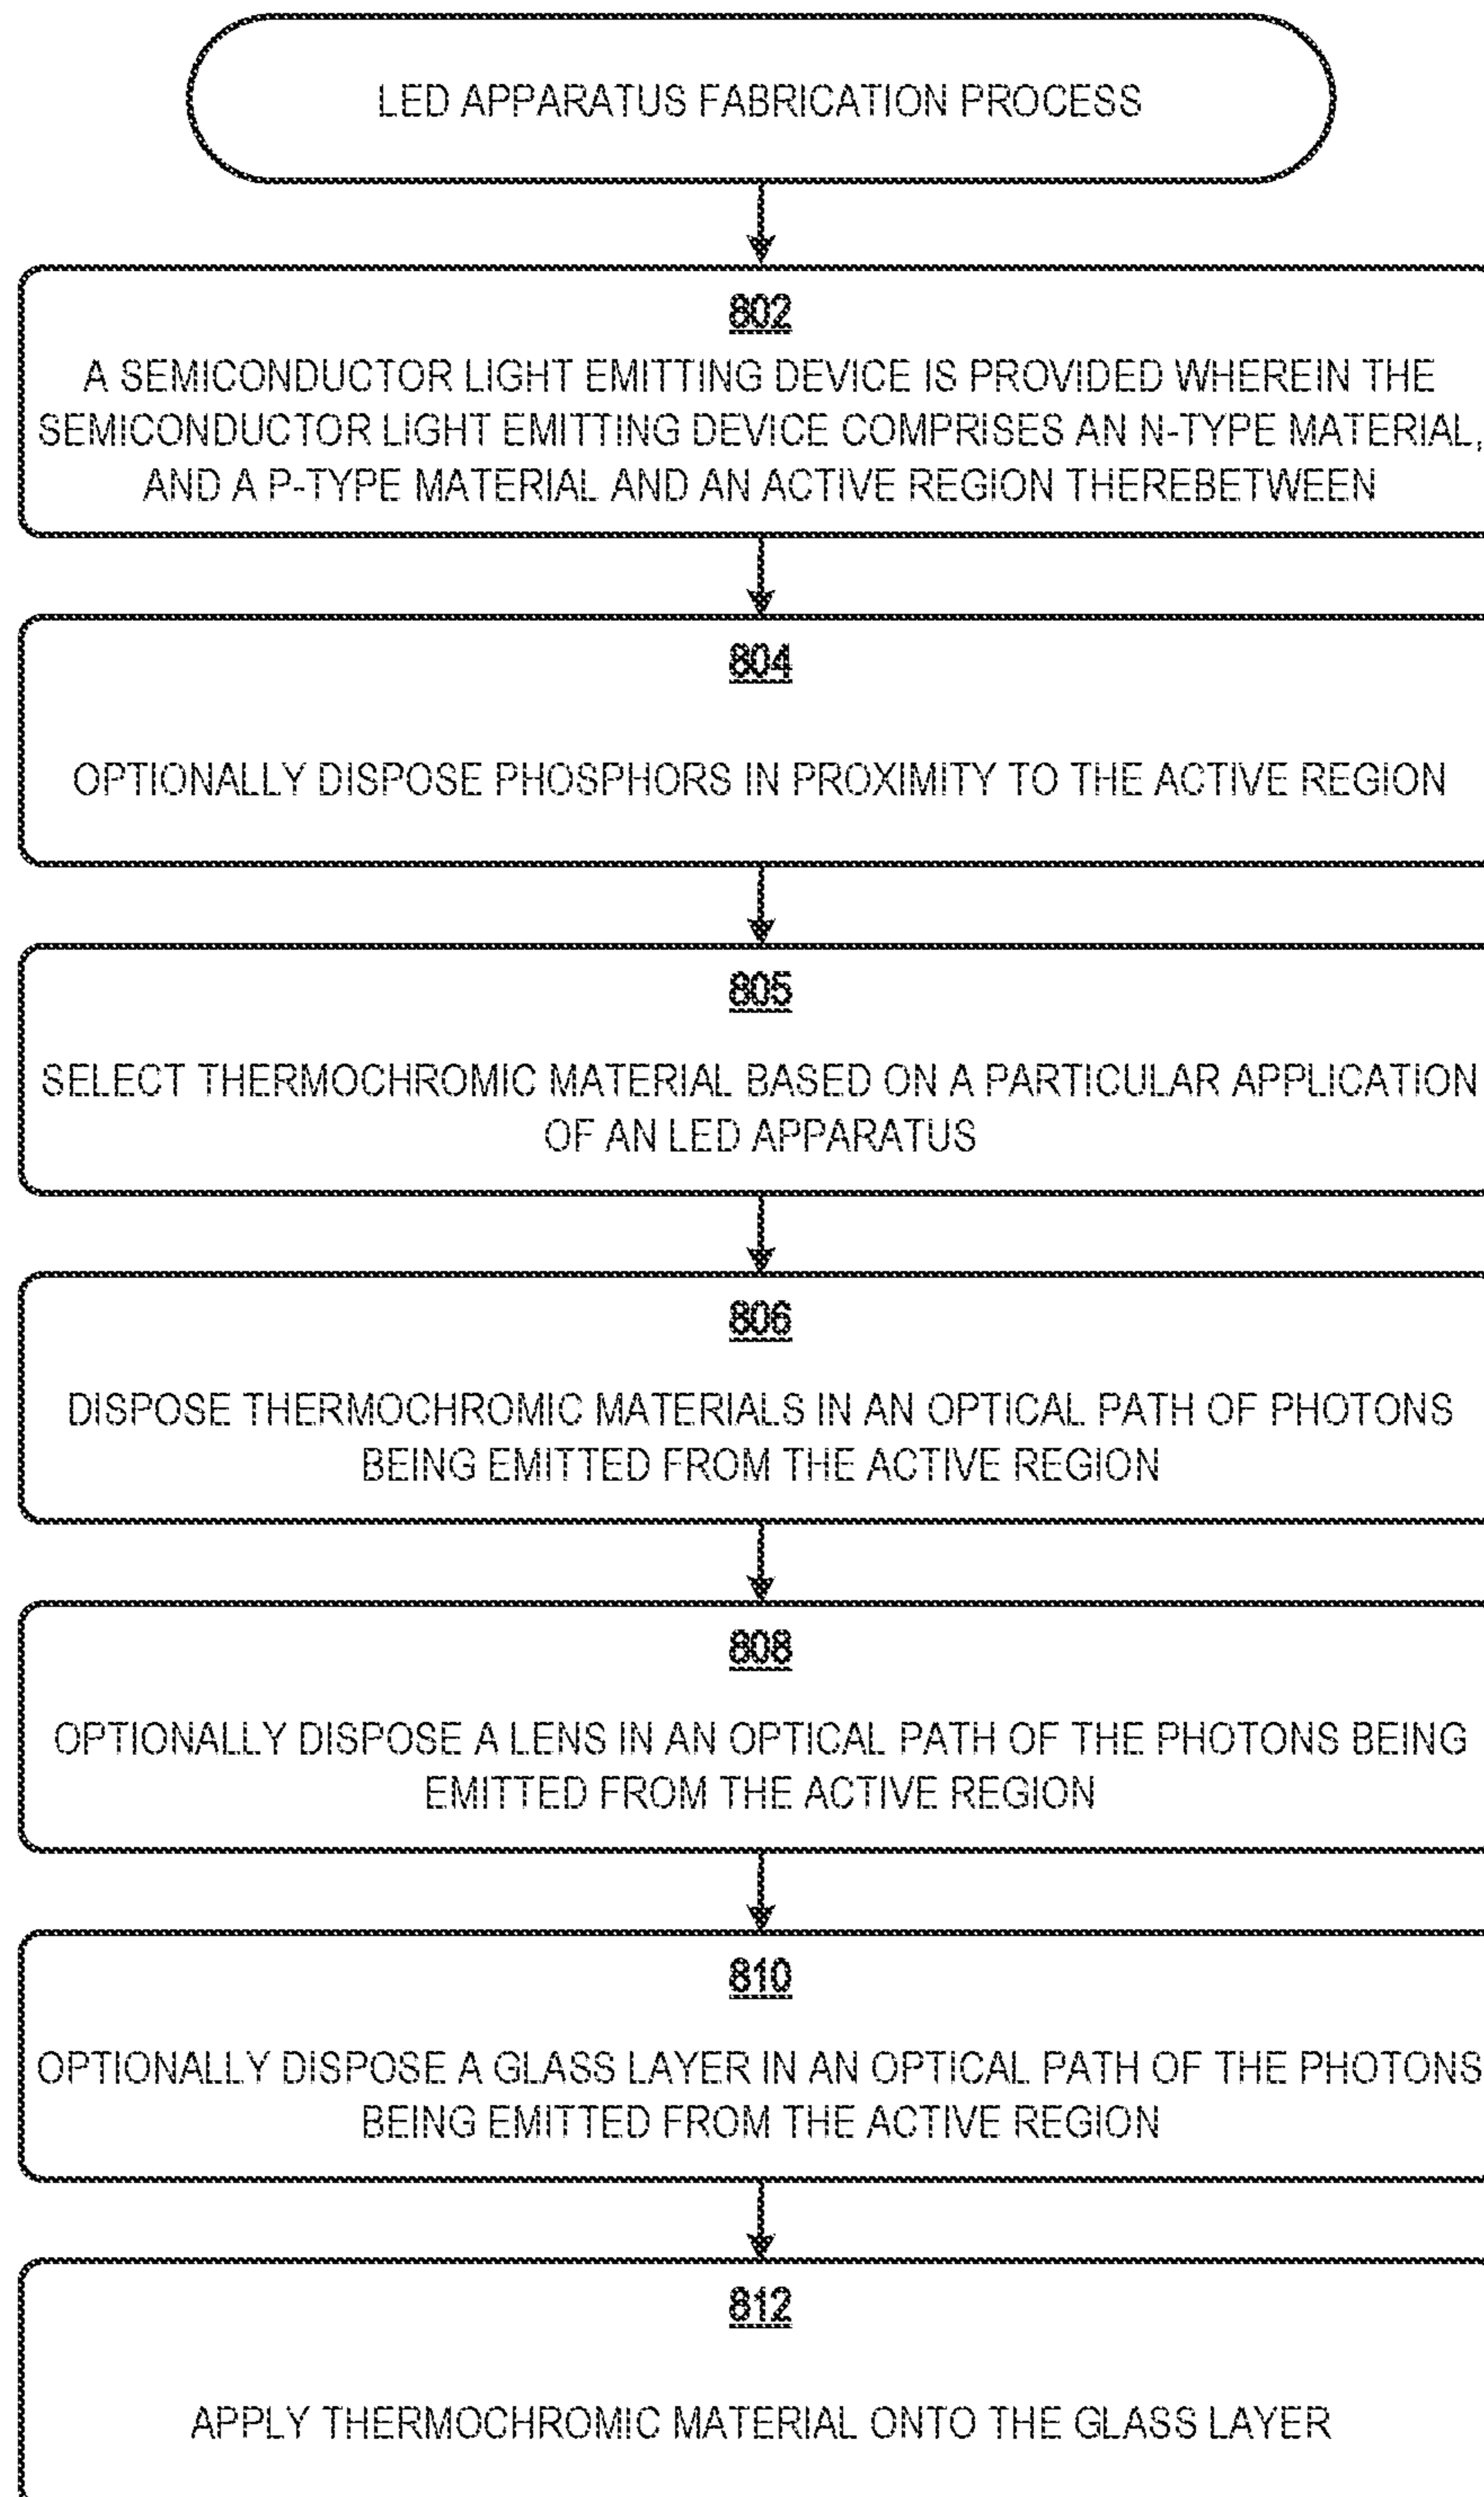 LED APPARATUS FABRICATION PROCESS
802
A SEMICONDUCTOR LIGHT EMITTING DEVICE IS PROVIDED WHEREIN THE
SEMICONDUCTOR LIGHT EMITTING DEVICE COMPRISES AN N-TYPE MATERIAL,
AND A P-TYPE MATERIAL AND AN ACTIVE REGION THEREBETWEEN
804
OPTIONALLY DISPOSE PHOSPHORS IN PROXIMITY TO THE ACTIVE REGION
805
SELECT THERMOCHROMIC MATERIAL BASED ON A PARTICULAR APPLICATION
OF AN LED APPARATUS
806
DISPOSE THERMOCHROMIC MATERIALS IN AN OPTICAL PATH OF PHOTONS
BEING EMITTED FROM THE ACTIVE REGION
808
OPTIONALLY DISPOSE A LENS IN AN OPTICAL PATH OF THE PHOTONS BEING
EMITTED FROM THE ACTIVE REGION
810
OPTIONALLY DISPOSE A GLASS LAYER IN AN OPTICAL PATH OF THE PHOTONS
BEING EMITTED FROM THE ACTIVE REGION
812
APPLY THERMOCHROMIC MATERIAL ONTO THE GLASS LAYER